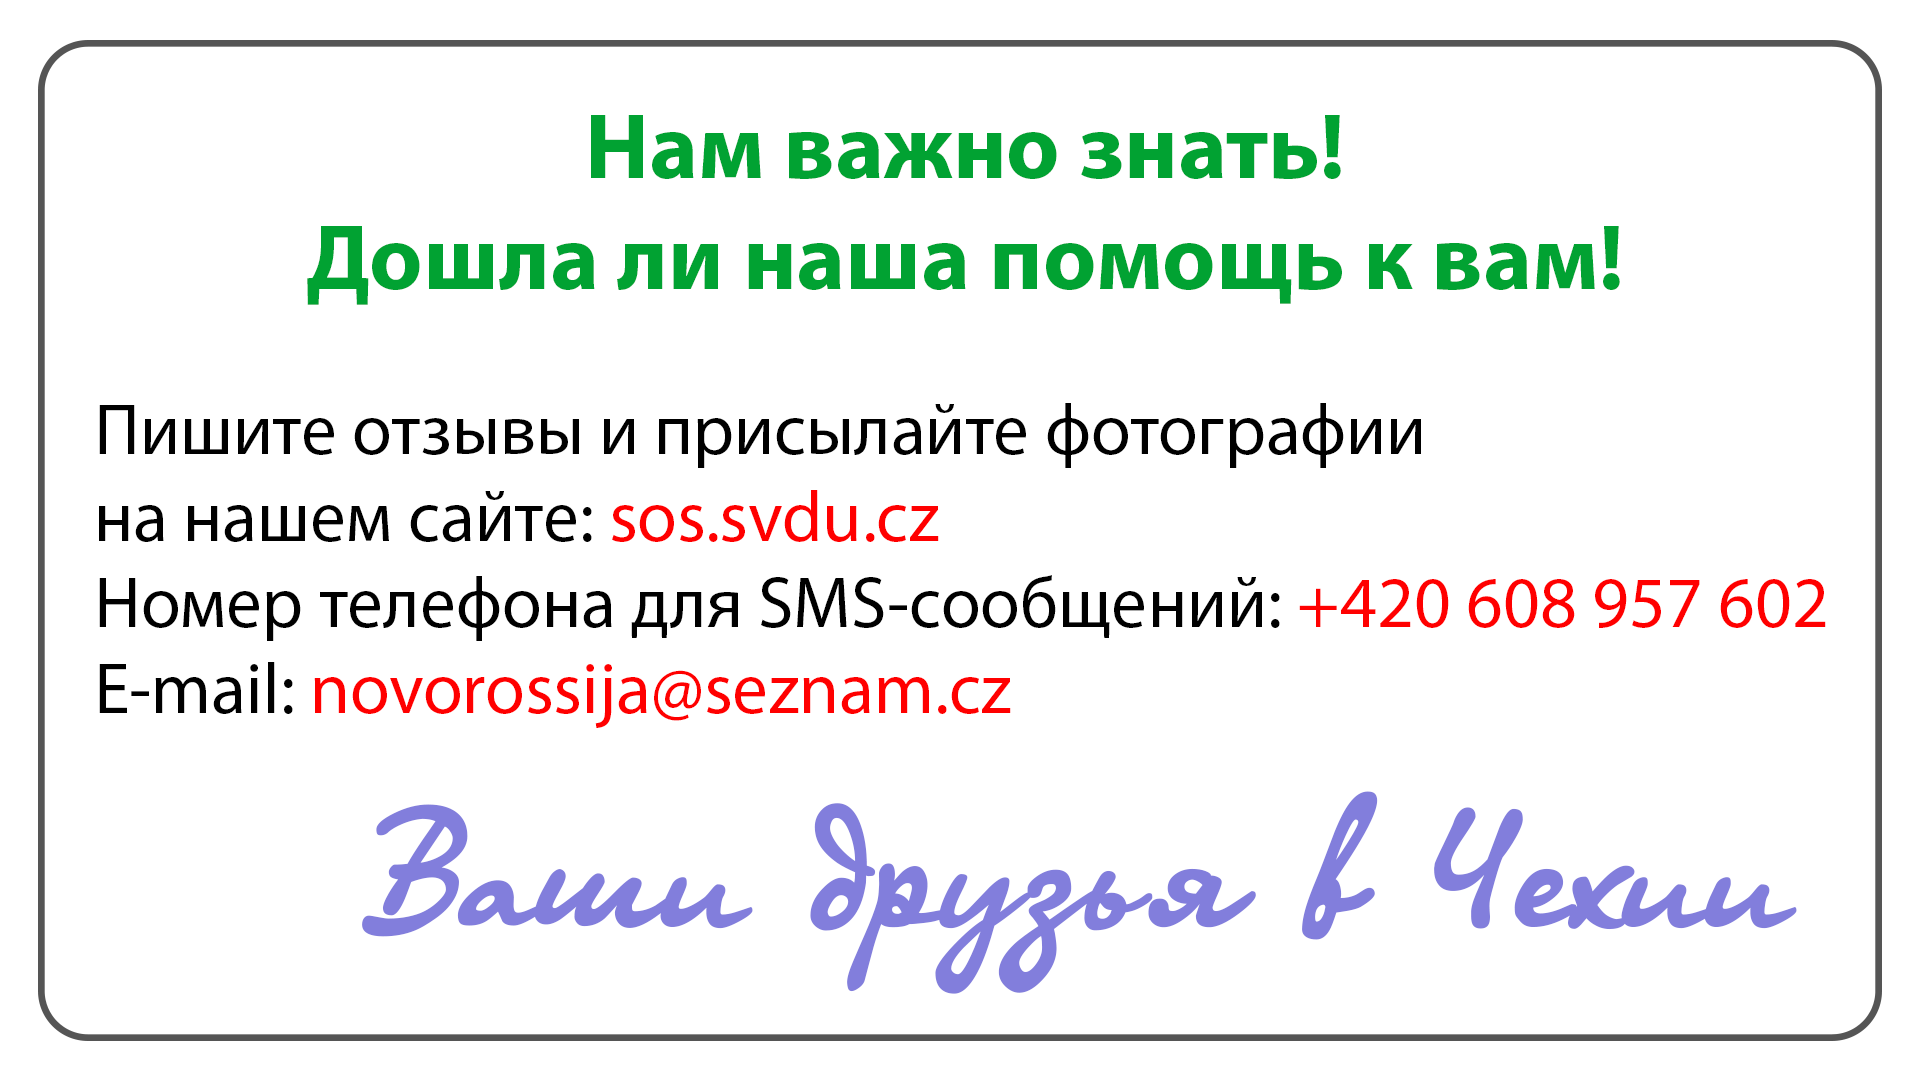 Нам важно знать!
Дошла ли наша помощь к вам!
Пишите отзывы и присылайте фотографии
на нашем сайте: sos.svdu.cz
Номер телефона для SMS-сообщений: +420 608 957 602
E-mail: novorossija@seznam.cz
Ваши друзья в Чехии